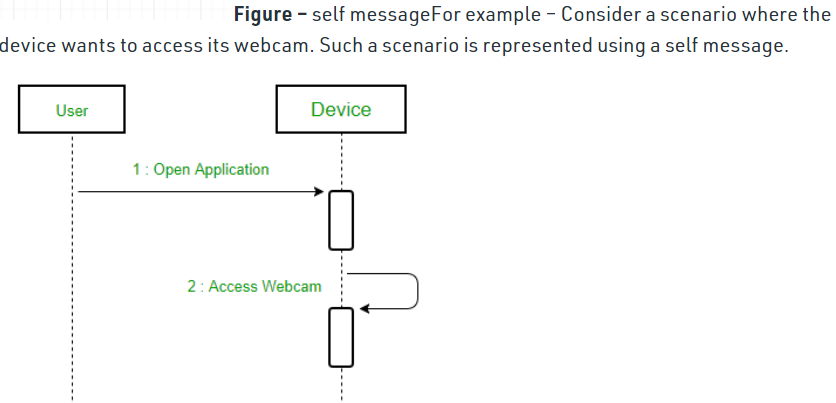 Figure – self messageFor example – Consider a scenario where the
device wants to access its webcam. Such a scenario is represented using a self message.
User
Device
1 : Open Application
2 : Access Webcam